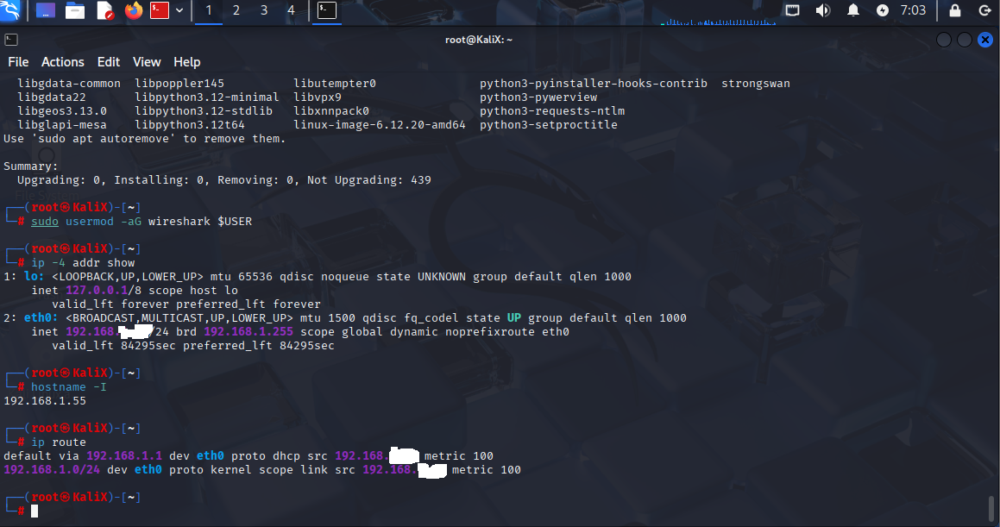 1 2 3 4 7:03
root@KaliX: ~
File Actions Edit View Help
libgdata-common libpoppler145 libutempter0 python3-pyinstaller-hooks-contrib strongswan
libgdata22 libpython3.12-minimal libvpx9 python3-pywerview
libgeos3.13.0 libpython3.12-stdlib libxnnpack0 python3-requests-ntlm
libglapi-mesa libpython3.12t64 linux-image-6.12.20-amd64 python3-setproctitle
Use 'sudo apt autoremove' to remove them.
Summary:
Upgrading: 0, Installing: 0, Removing: 0, Not Upgrading: 439
File System
┌──(root㉿KaliX)-[~]
└─# sudo usermod -aG wireshark $USER
┌──(root㉿KaliX)-[~]
└─# ip -4 addr show
1: lo: <LOOPBACK,UP,LOWER_UP> mtu 65536 qdisc noqueue state UNKNOWN group default qlen 1000
inet 127.0.0.1/8 scope host lo
valid_lft forever preferred_lft forever
2: eth0: <BROADCAST,MULTICAST,UP,LOWER_UP> mtu 1500 qdisc fq_codel state UP group default qlen 1000
inet 192.168. /24 brd 192.168.1.255 scope global dynamic noprefixroute eth0
valid_lft 84295sec preferred_lft 84295sec
┌──(root㉿KaliX)-[~]
└─# hostname -I
192.168.1.55
┌──(root㉿KaliX)-[~]
└─# ip route
default via 192.168.1.1 dev eth0 proto dhcp src 192.168. metric 100
192.168.1.0/24 dev eth0 proto kernel scope link src 192.168. metric 100
┌──(root㉿KaliX)-[~]
└─#